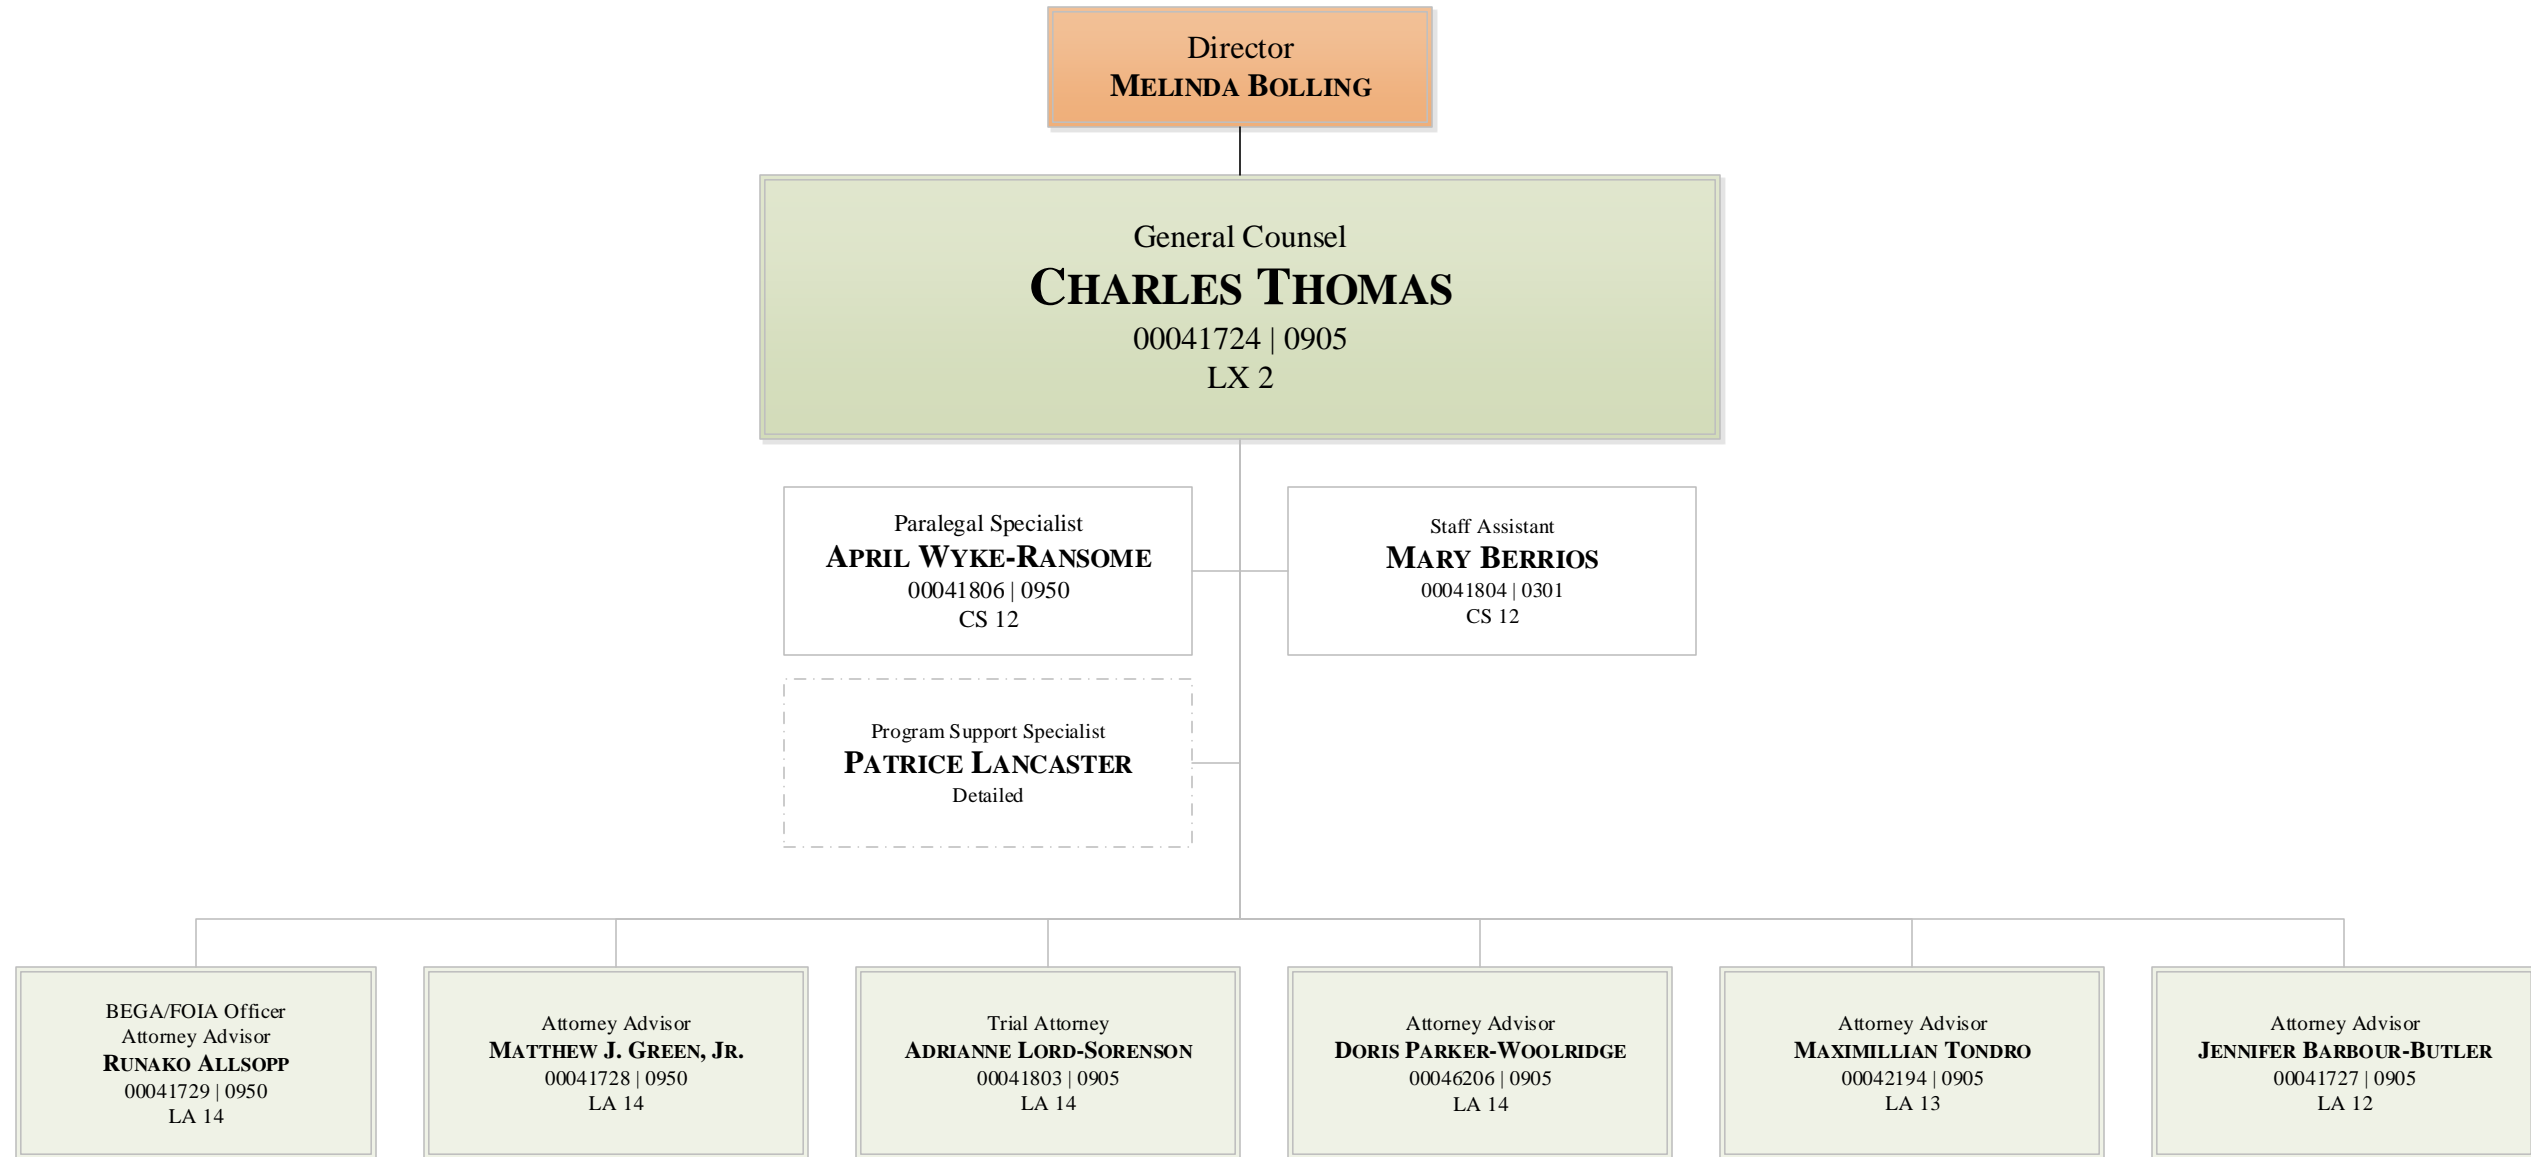 Director
MELINDA BOLLING
General Counsel
CHARLES THOMAS
00041724 | 0905
LX 2
Paralegal Specialist
APRIL WYKE-RANSOME
00041806 | 0950
CS 12
Staff Assistant
MARY BERRIOS
00041804 | 0301
CS 12
Program Support Specialist
PATRICE LANCASTER
Detailed
BEGA/FOIA Officer
Attorney Advisor
RUNAKO ALLSOPP
00041729 | 0950
LA 14
Attorney Advisor
MATTHEW J. GREEN, JR.
00041728 | 0950
LA 14
Trial Attorney
ADRIANNE LORD-SORENSON
00041803 | 0905
LA 14
Attorney Advisor
DORIS PARKER-WOOLRIDGE
00046206 | 0905
LA 14
Attorney Advisor
MAXIMILLIAN TONDRO
00042194 | 0905
LA 13
Attorney Advisor
JENNIFER BARBOUR-BUTLER
00041727 | 0905
LA 12